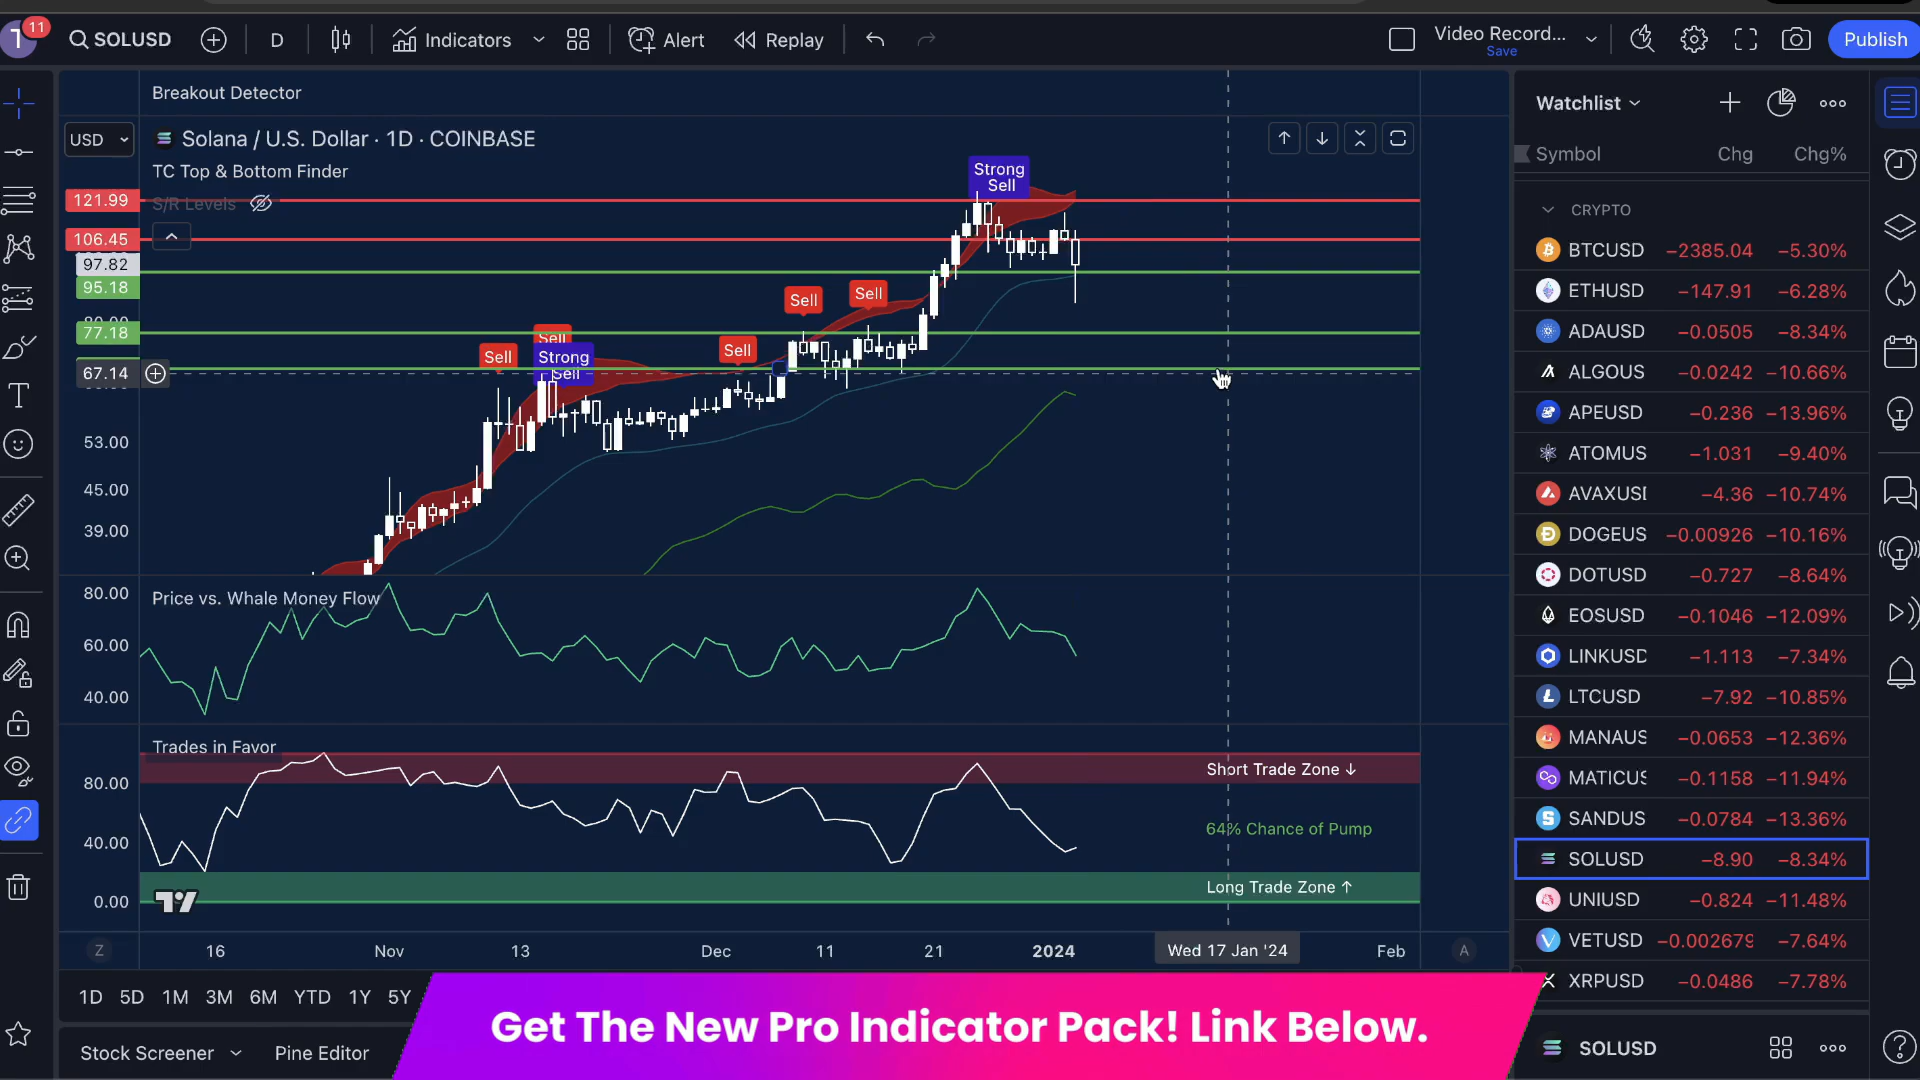 11
SOLUSD
D
Indicators
Alert
Replay
Video Record...
Save
Publish
Breakout Detector
USD
Solana / U.S. Dollar · 1D · COINBASE
TC Top & Bottom Finder
S/R Levels
121.99
106.45
97.82
95.18
77.18
67.14
53.00
45.00
39.00
Strong
Sell
Sell
Sell
Sell
Sell
Sell
Strong
Sell
Price vs. Whale Money Flow
80.00
60.00
40.00
Trades in Favor
80.00
40.00
0.00
Short Trade Zone ↓
64% Chance of Pump
Long Trade Zone ↑
Z
16
Nov
13
Dec
11
21
2024
Wed 17 Jan '24
Feb
A
1D 5D 1M 3M 6M YTD 1Y 5Y
Stock Screener
Pine Editor
Get The New Pro Indicator Pack! Link Below.
Watchlist
Symbol Chg Chg%
CRYPTO
BTCUSD −2385.04 −5.30%
ETHUSD −147.91 −6.28%
ADAUSD −0.0505 −8.34%
ALGOUS −0.0242 −10.66%
APEUSD −0.236 −13.96%
ATOMUS −1.031 −9.40%
AVAXUSI −4.36 −10.74%
DOGEUS −0.00926 −10.16%
DOTUSD −0.727 −8.64%
EOSUSD −0.1046 −12.09%
LINKUSD −1.113 −7.34%
LTCUSD −7.92 −10.85%
MANAUS −0.0653 −12.36%
MATICUS −0.1158 −11.94%
SANDUS −0.0784 −13.36%
SOLUSD −8.90 −8.34%
UNIUSD −0.824 −11.48%
VETUSD −0.002679 −7.64%
XRPUSD −0.0486 −7.78%
SOLUSD